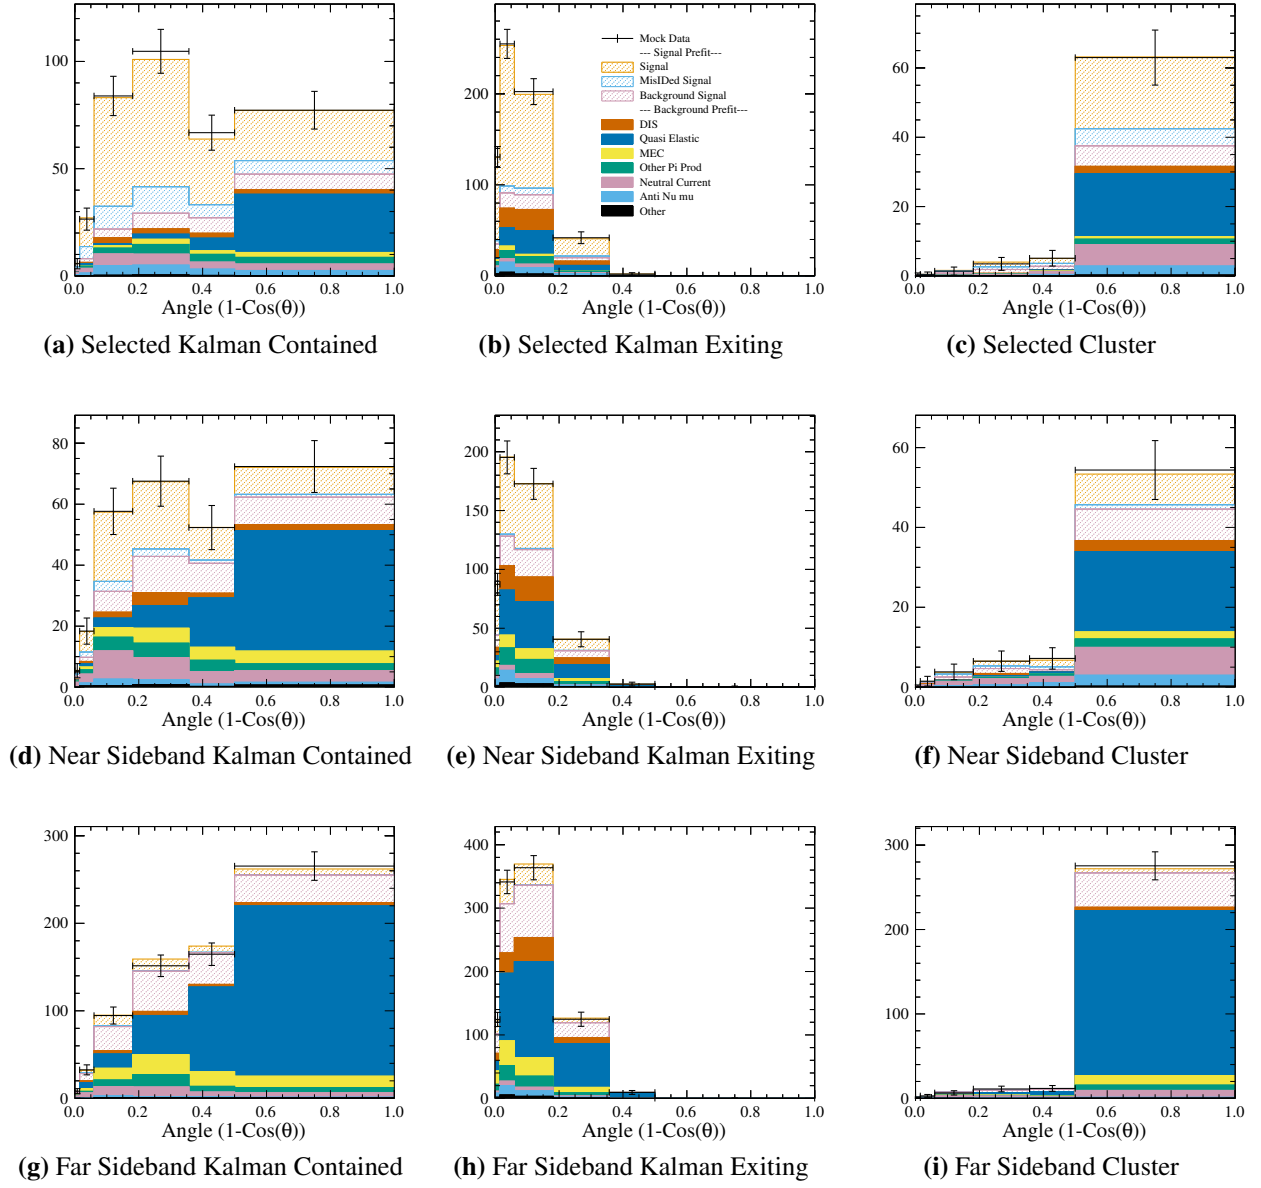 100
50
0
0.0 0.2 0.4 0.6 0.8 1.0
Angle (1-Cos(θ))
(a) Selected Kalman Contained
200
100
0
Mock Data
--- Signal Prefit---
Signal
MisIDed Signal
Background Signal
--- Background Prefit---
DIS
Quasi Elastic
MEC
Other Pi Prod
Neutral Current
Anti Nu mu
Other
0.0 0.2 0.4 0.6 0.8 1.0
Angle (1-Cos(θ))
(b) Selected Kalman Exiting
60
40
20
0
0.0 0.2 0.4 0.6 0.8 1.0
Angle (1-Cos(θ))
(c) Selected Cluster
80
60
40
20
0
0.0 0.2 0.4 0.6 0.8 1.0
Angle (1-Cos(θ))
(d) Near Sideband Kalman Contained
200
150
100
50
0
0.0 0.2 0.4 0.6 0.8 1.0
Angle (1-Cos(θ))
(e) Near Sideband Kalman Exiting
60
40
20
0
0.0 0.2 0.4 0.6 0.8 1.0
Angle (1-Cos(θ))
(f) Near Sideband Cluster
300
200
100
0
0.0 0.2 0.4 0.6 0.8 1.0
Angle (1-Cos(θ))
(g) Far Sideband Kalman Contained
400
300
200
100
0
0.0 0.2 0.4 0.6 0.8 1.0
Angle (1-Cos(θ))
(h) Far Sideband Kalman Exiting
300
200
100
0
0.0 0.2 0.4 0.6 0.8 1.0
Angle (1-Cos(θ))
(i) Far Sideband Cluster